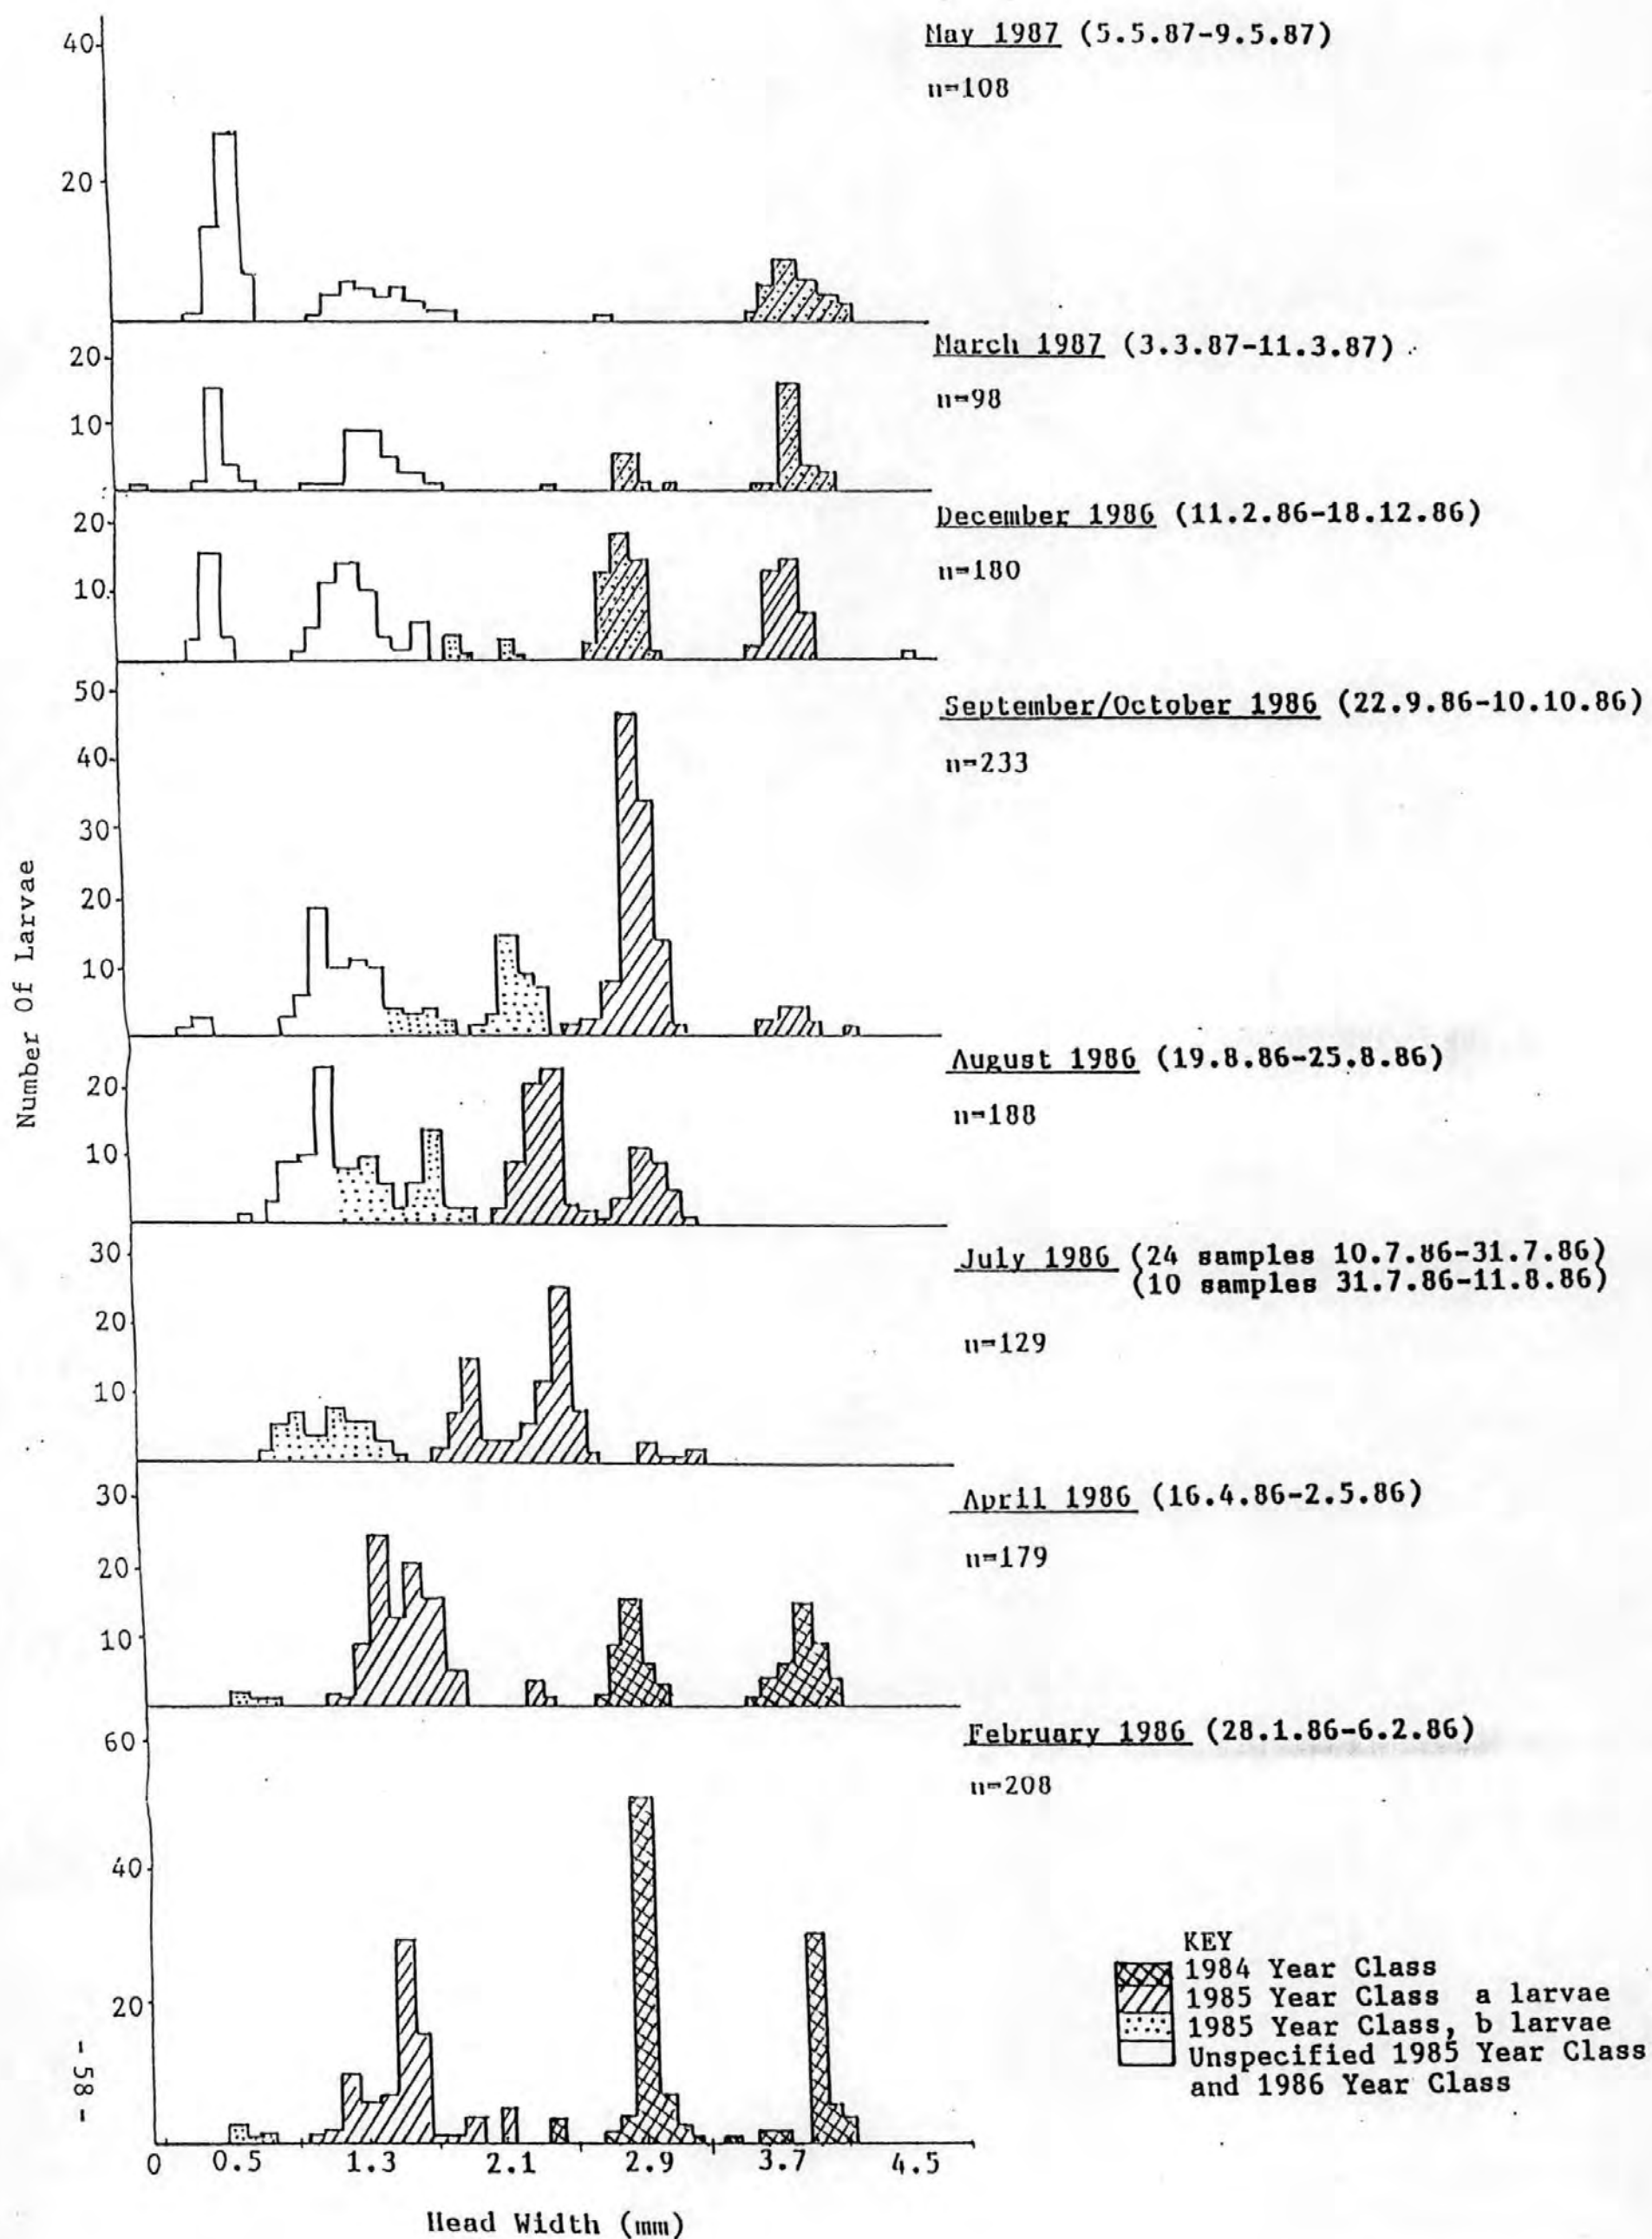 May 1987 (5.5.87-9.5.87)
n=108
40
20
March 1987 (3.3.87-11.3.87)
n=98
20
10
December 1986 (11.2.86-18.12.86)
n=180
20
10
September/October 1986 (22.9.86-10.10.86)
n=233
50
40
30
20
10
August 1986 (19.8.86-25.8.86)
n=188
20
10
July 1986 (24 samples 10.7.86-31.7.86)
(10 samples 31.7.86-11.8.86)
n=129
30
20
10
April 1986 (16.4.86-2.5.86)
n=179
30
20
10
February 1986 (28.1.86-6.2.86)
n=208
60
40
20
Number Of Larvae
- 58 -
KEY
1984 Year Class
1985 Year Class a larvae
1985 Year Class, b larvae
Unspecified 1985 Year Class
and 1986 Year Class
0 0.5 1.3 2.1 2.9 3.7 4.5
Head Width (mm)